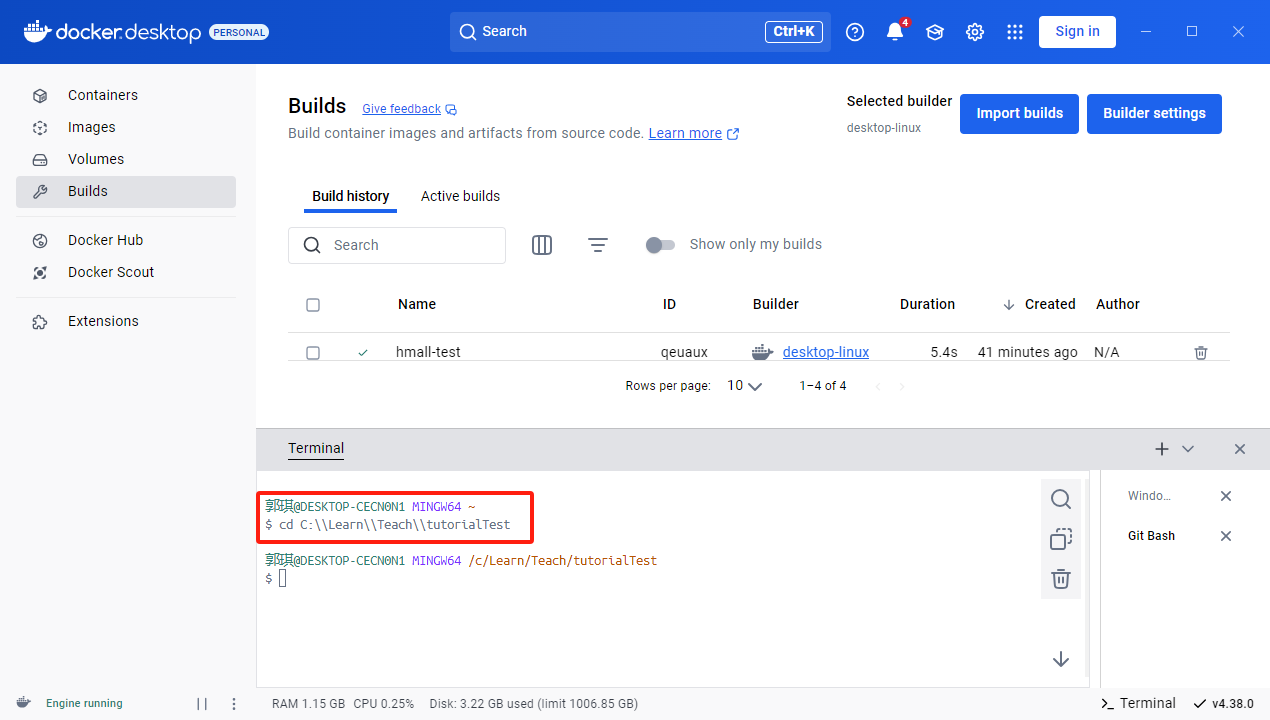 docker.desktop PERSONAL
Search Ctrl+K
4
Sign in
Containers
Images
Volumes
Builds
Docker Hub
Docker Scout
Extensions
Builds Give feedback
Build container images and artifacts from source code. Learn more
Selected builder
desktop-linux
Import builds
Builder settings
Build history Active builds
Search
Show only my builds
Name ID Builder Duration Created Author
hmall-test qeuaux desktop-linux 5.4s 41 minutes ago N/A
Rows per page: 10 1–4 of 4
Terminal
郭琪@DESKTOP-CECN0N1 MINGW64 ~
$ cd C:\\Learn\\Teach\\tutorialTest
郭琪@DESKTOP-CECN0N1 MINGW64 /c/Learn/Teach/tutorialTest
$
Windo...
Git Bash
Engine running
RAM 1.15 GB CPU 0.25% Disk: 3.22 GB used (limit 1006.85 GB)
Terminal
v4.38.0